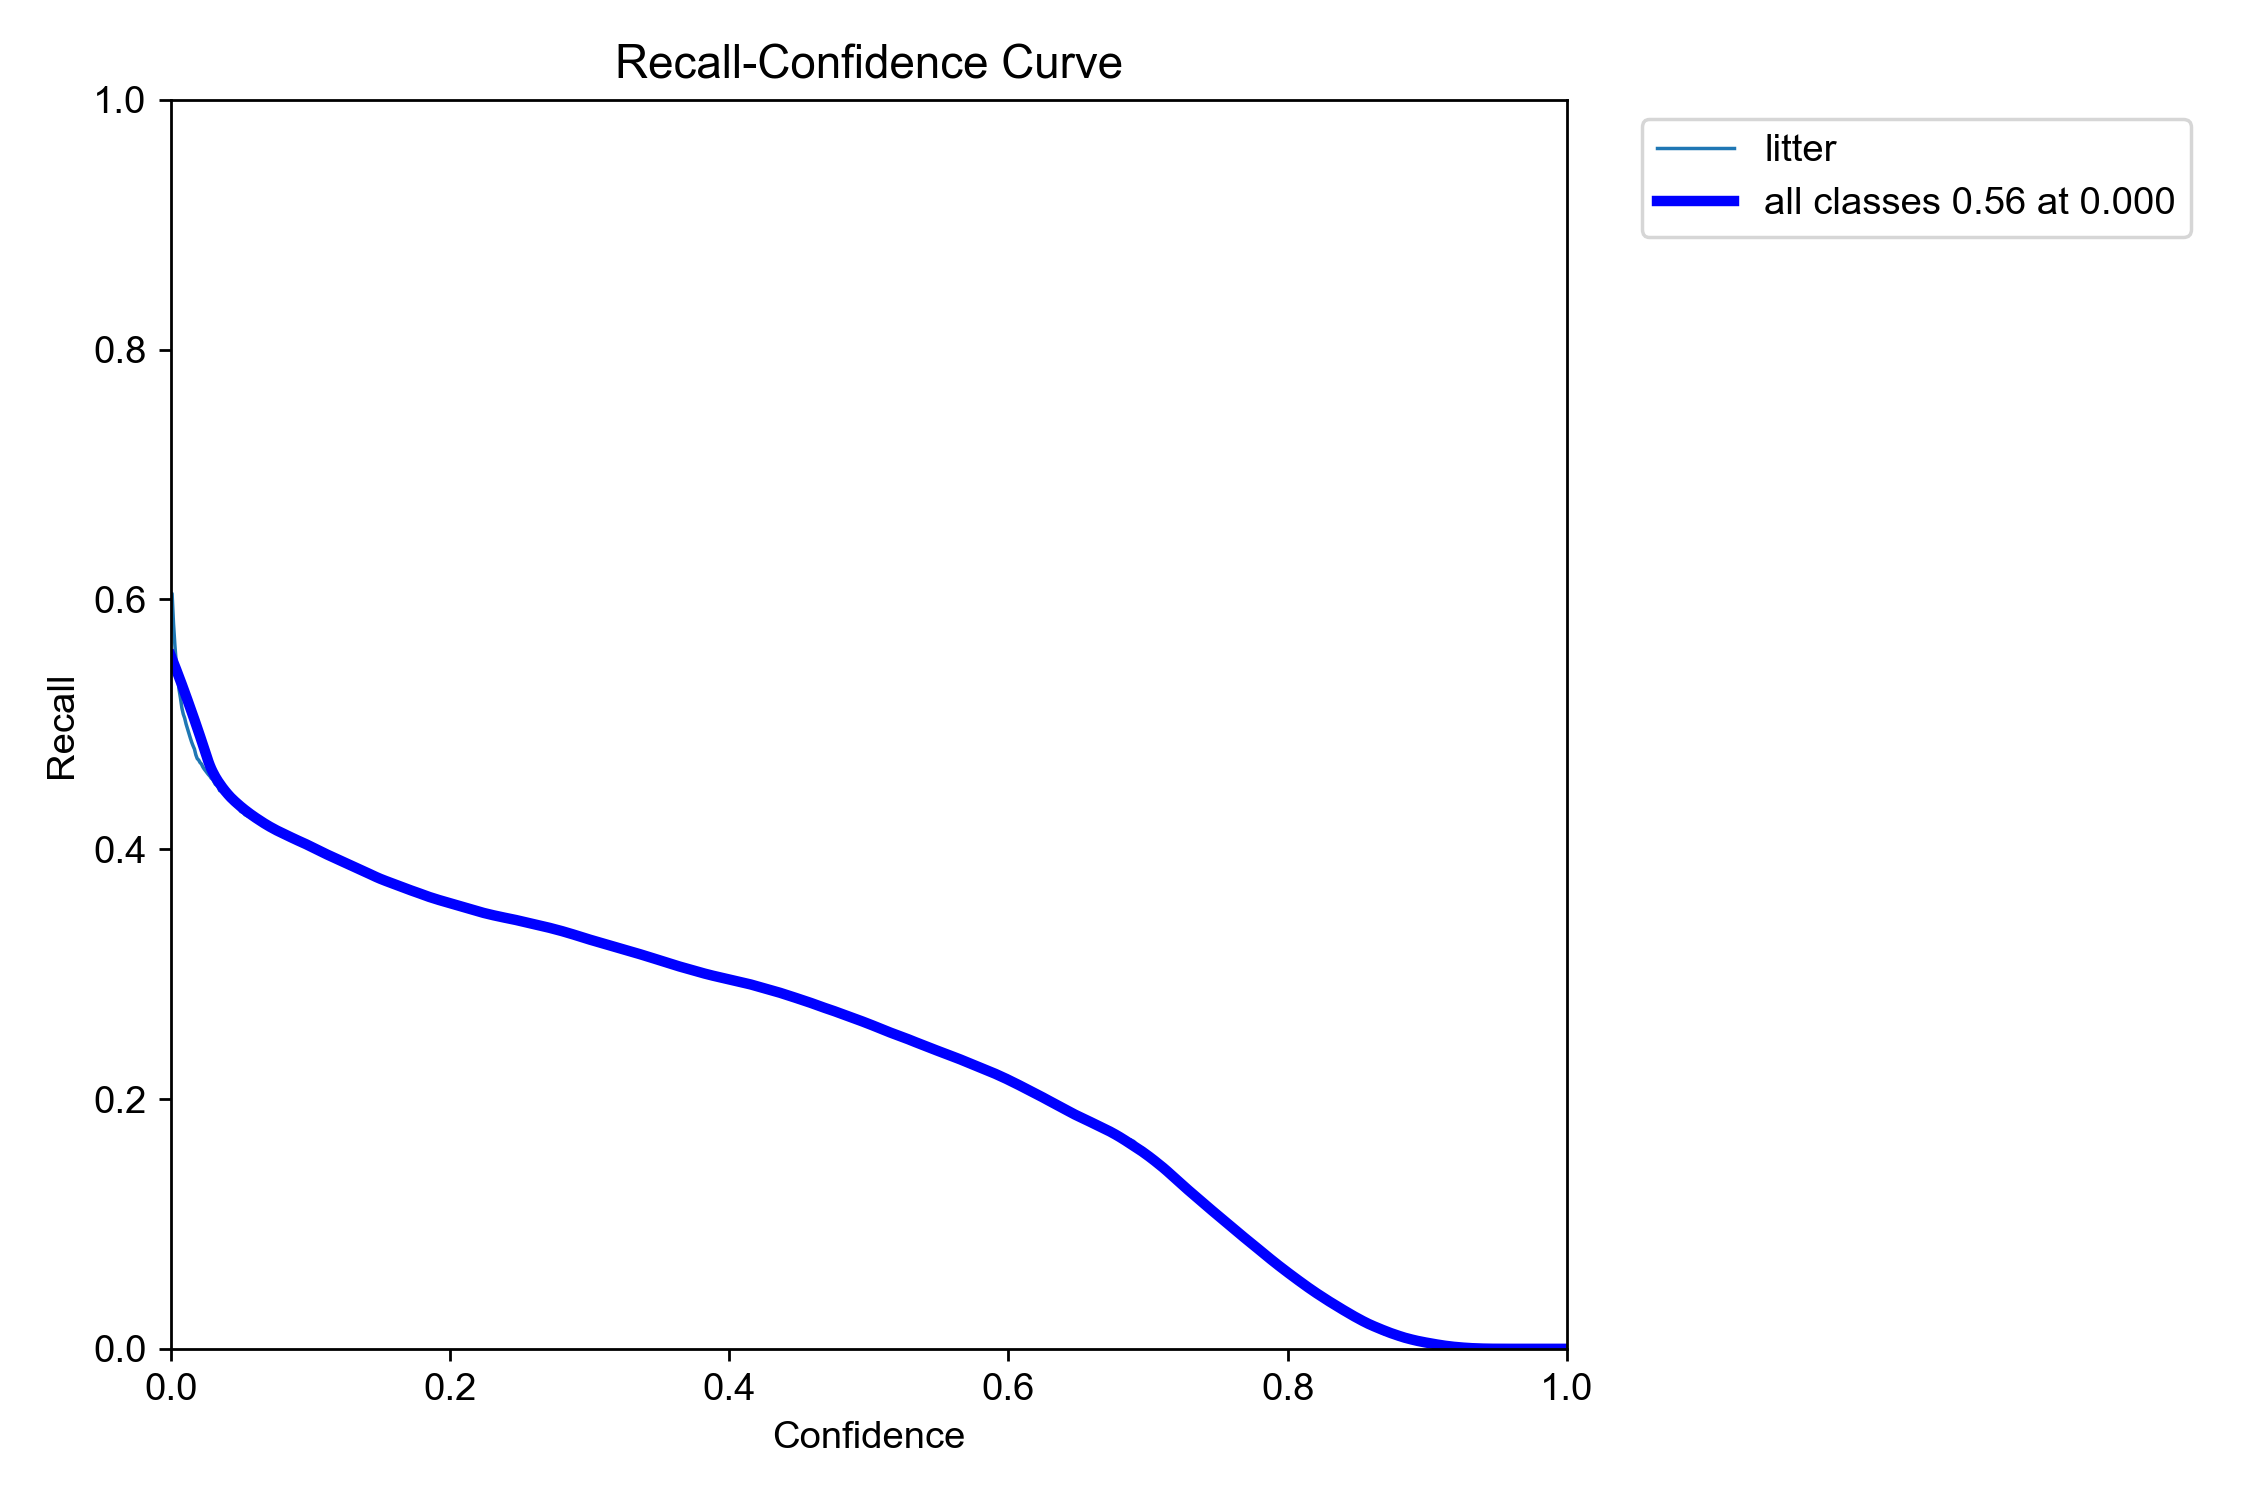 Recall-Confidence Curve
1.0
0.8
0.6
0.4
0.2
0.0
Recall
0.0 0.2 0.4 0.6 0.8 1.0
Confidence
litter
all classes 0.56 at 0.000